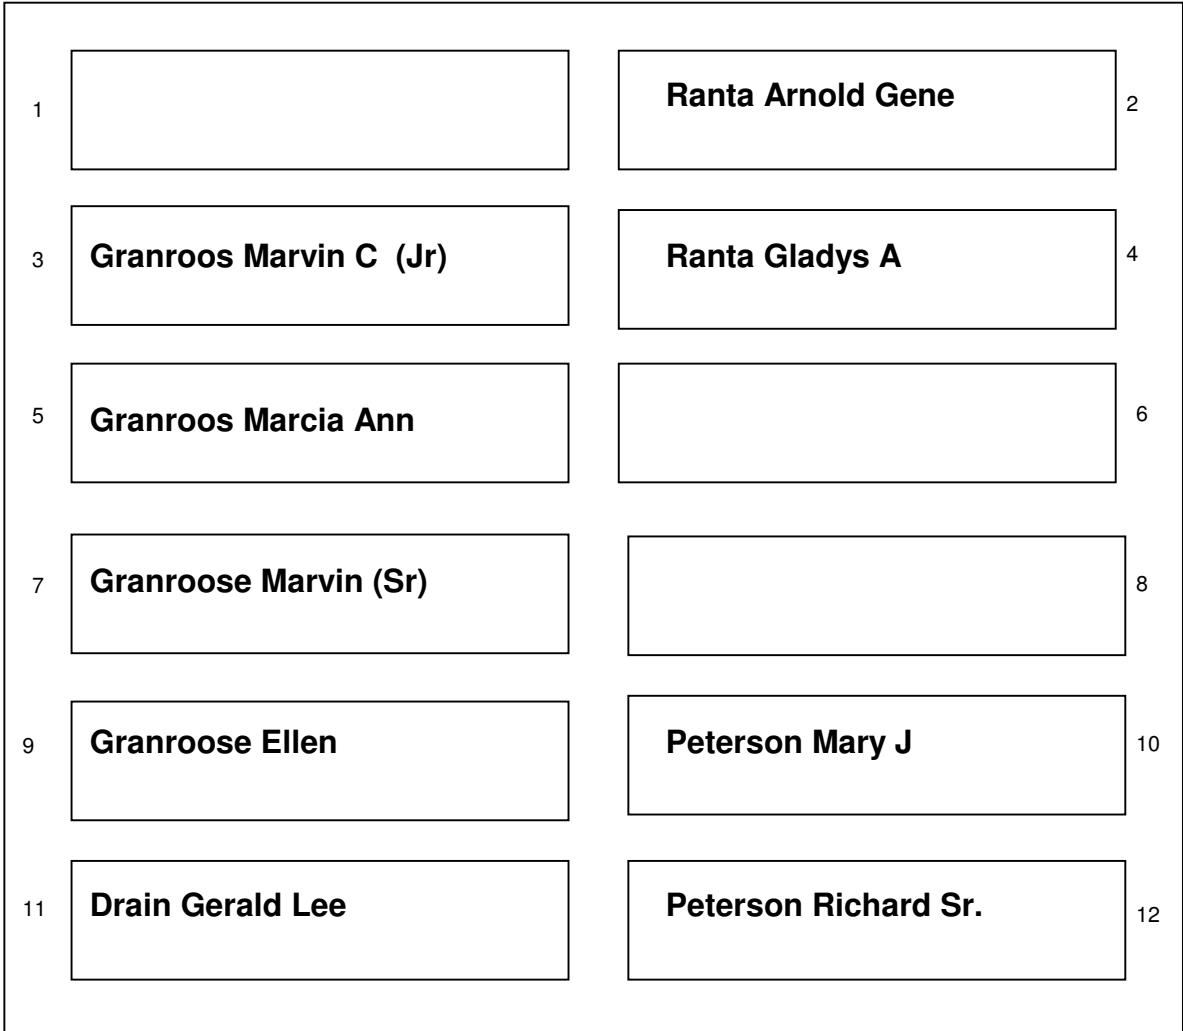 1
Ranta Arnold Gene 2
3 Granroos Marvin C  (Jr)
Ranta Gladys A 4
5 Granroos Marcia Ann
6
7 Granroose Marvin (Sr)
8
9 Granroose Ellen
Peterson Mary J 10
11 Drain Gerald Lee
Peterson Richard Sr. 12